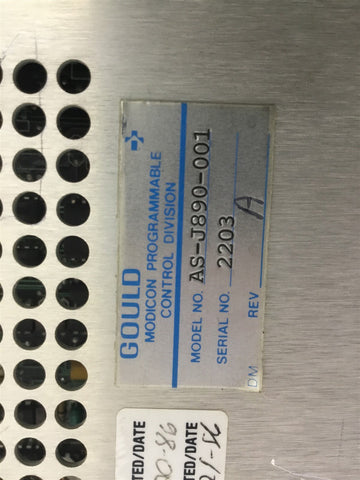 GOULD
MODICON PROGRAMMABLE
CONTROL DIVISION
MODEL NO. AS-J890-001
SERIAL NO. 2203
DM REV A
TED/DATE
TED/DATE